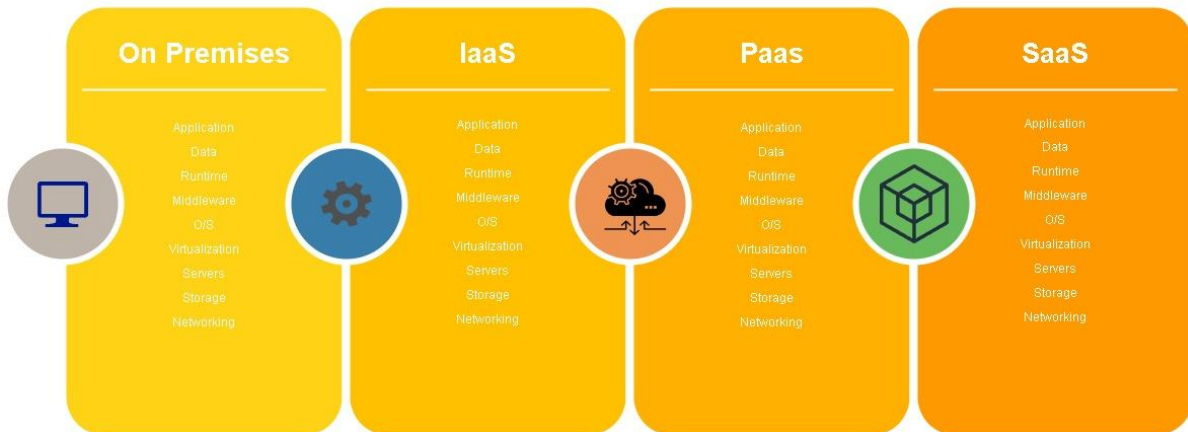 On Premises
Application
Data
Runtime
Middleware
O/S
Virtualization
Servers
Storage
Networking
IaaS
Application
Data
Runtime
Middleware
O/S
Virtualization
Servers
Storage
Networking
Paas
Application
Data
Runtime
Middleware
O/S
Virtualization
Servers
Storage
Networking
SaaS
Application
Data
Runtime
Middleware
O/S
Virtualization
Servers
Storage
Networking